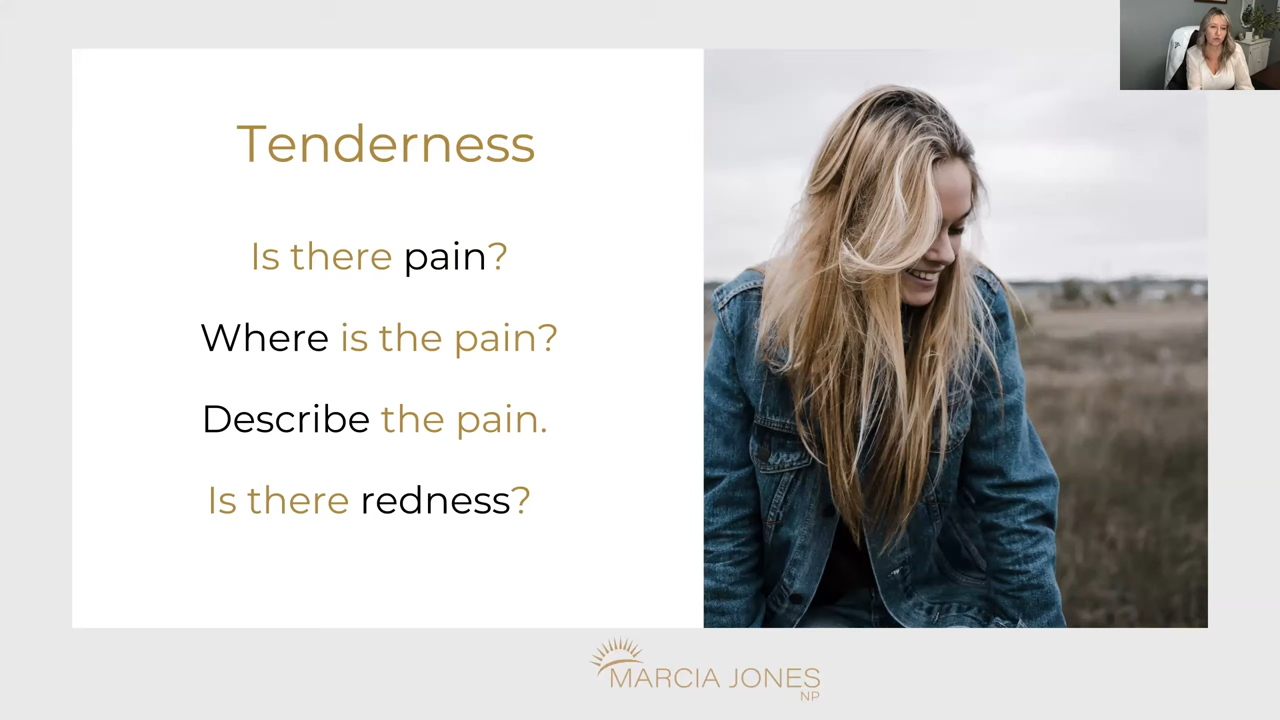 Tenderness
Is there pain?
Where is the pain?
Describe the pain.
Is there redness?
MARCIA JONES
NP